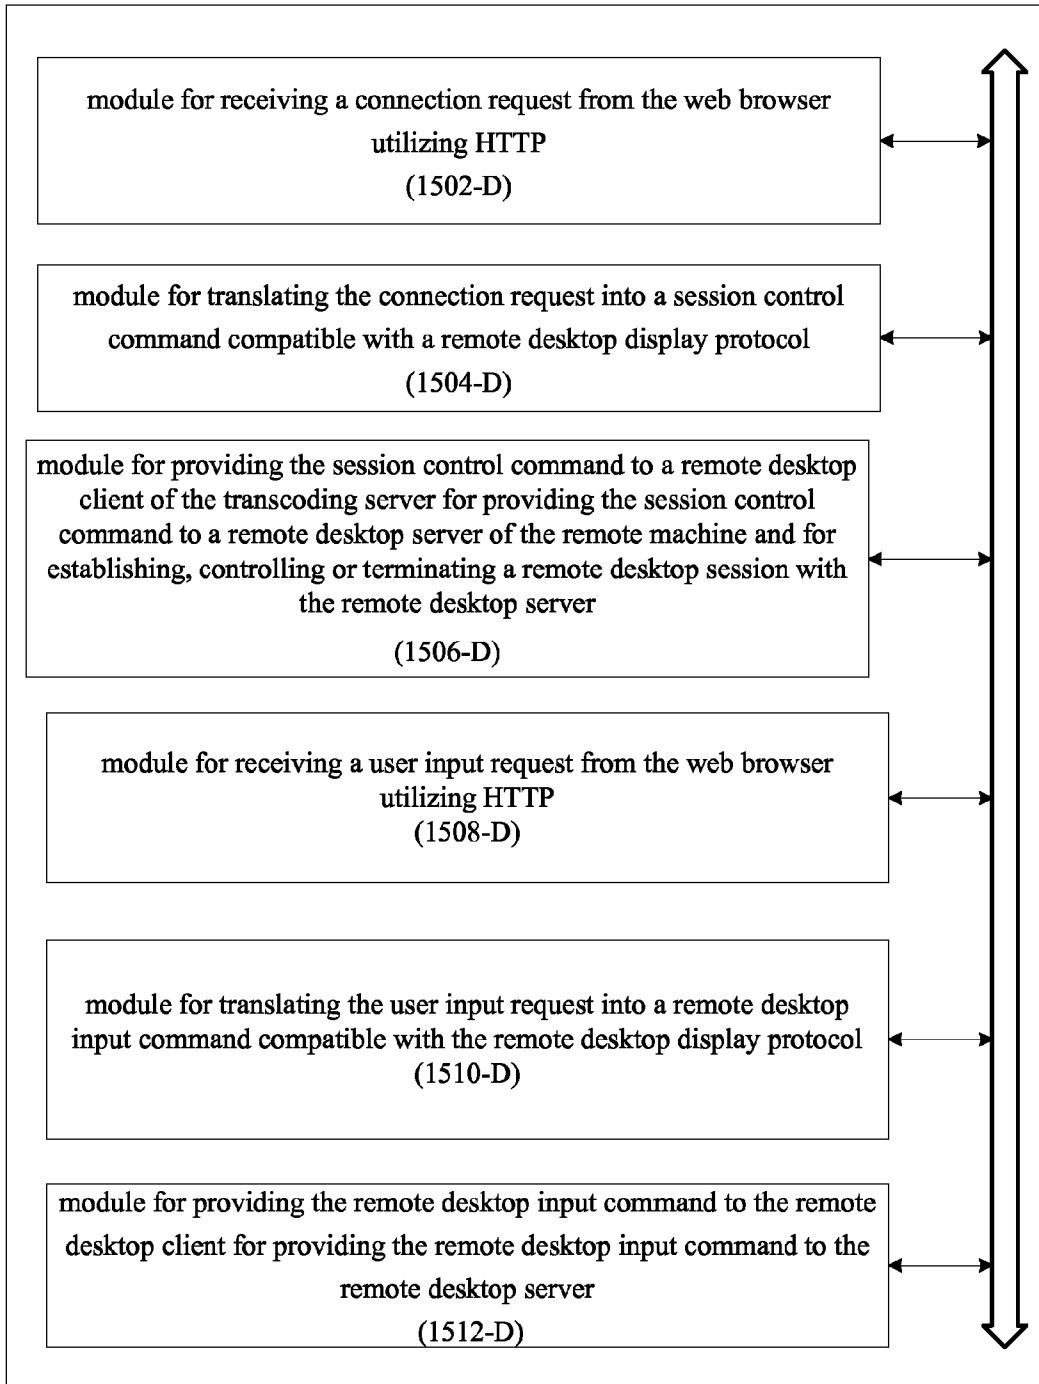 module for receiving a connection request from the web browser
utilizing HTTP
(1502-D)
module for translating the connection request into a session control
command compatible with a remote desktop display protocol
(1504-D)
module for providing the session control command to a remote desktop
client of the transcoding server for providing the session control
command to a remote desktop server of the remote machine and for
establishing, controlling or terminating a remote desktop session with
the remote desktop server
(1506-D)
module for receiving a user input request from the web browser
utilizing HTTP
(1508-D)
module for translating the user input request into a remote desktop
input command compatible with the remote desktop display protocol
(1510-D)
module for providing the remote desktop input command to the remote
desktop client for providing the remote desktop input command to the
remote desktop server
(1512-D)